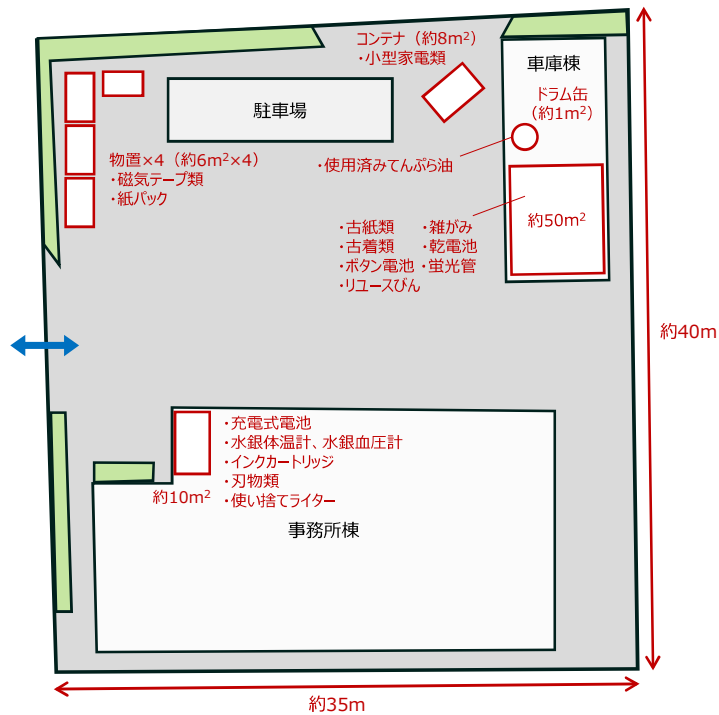 コンテナ（約8m²）
・小型家電類
車庫棟
ドラム缶
（約1m²）
駐車場
物置×4（約6m²×4）
・磁気テープ類
・紙パック
・使用済みてんぷら油
・古紙類 ・雑がみ
・古着類 ・乾電池
・ボタン電池 ・蛍光管
・リユースびん
約50m²
約40m
・充電式電池
・水銀体温計、水銀血圧計
・インクカートリッジ
・刃物類
・使い捨てライター
約10m²
事務所棟
約35m